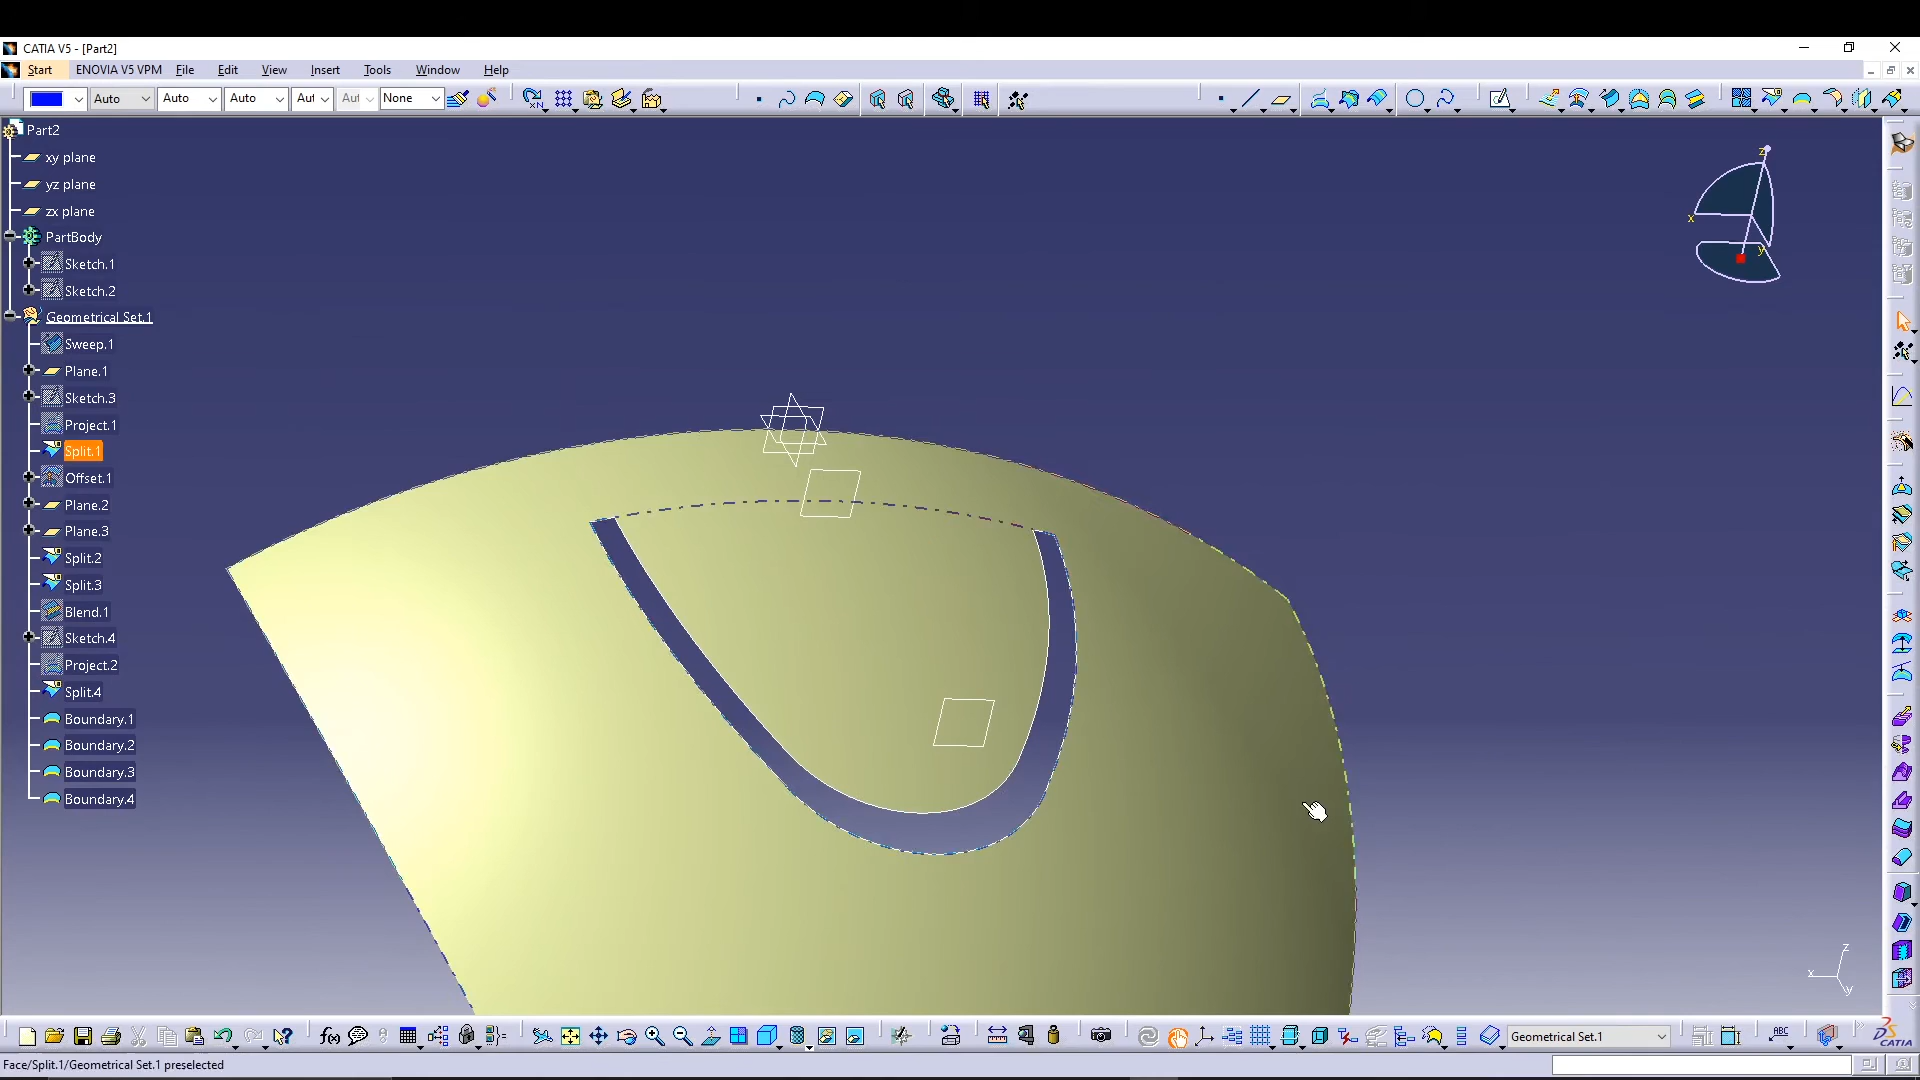 CATIA V5 - [Part2]
Start ENOVIA V5 VPM File Edit View Insert Tools Window Help
Auto Auto Auto Aut Aut None
Part2
xy plane
yz plane
zx plane
PartBody
Sketch.1
Sketch.2
Geometrical Set.1
Sweep.1
Plane.1
Sketch.3
Project.1
Split.1
Offset.1
Plane.2
Plane.3
Split.2
Split.3
Blend.1
Sketch.4
Project.2
Split.4
Boundary.1
Boundary.2
Boundary.3
Boundary.4
z
x
y
z
x
y
f(x)
Geometrical Set.1
ABC
CATIA
Face/Split.1/Geometrical Set.1 preselected